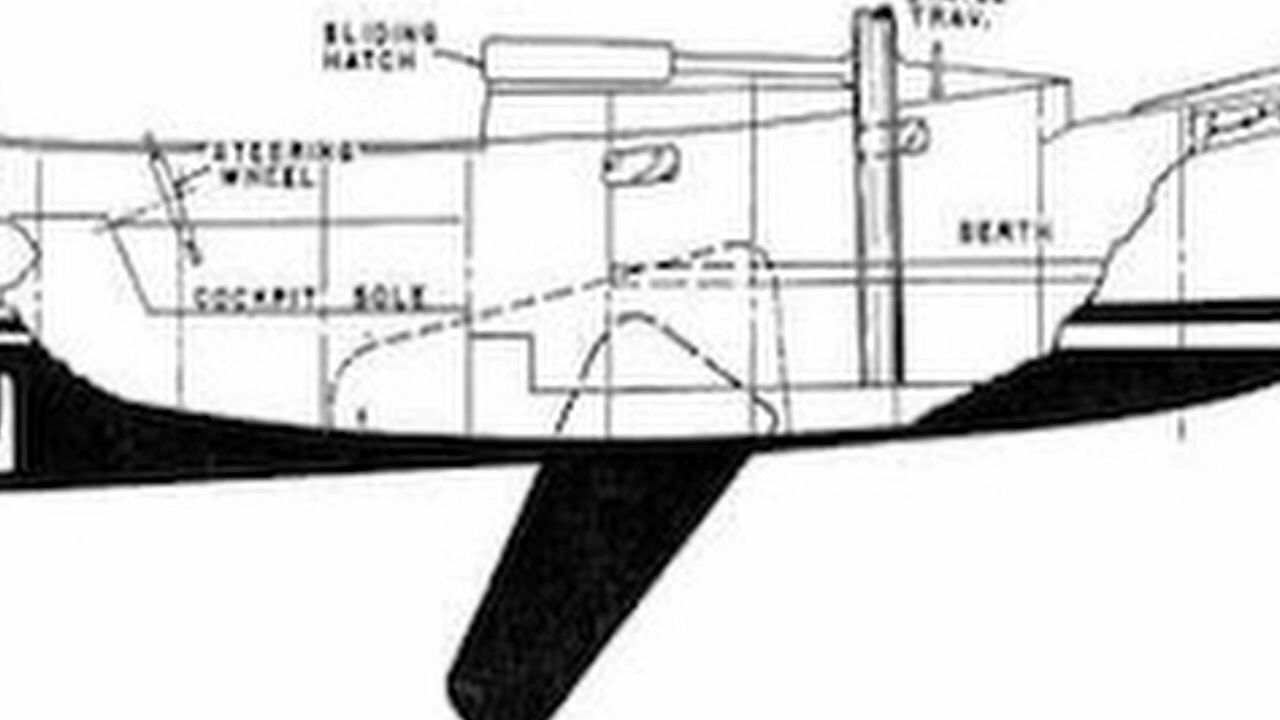 SLIDING
HATCH
TRAV.
STEERING
WHEEL
BERTH
COCKPIT SOLE